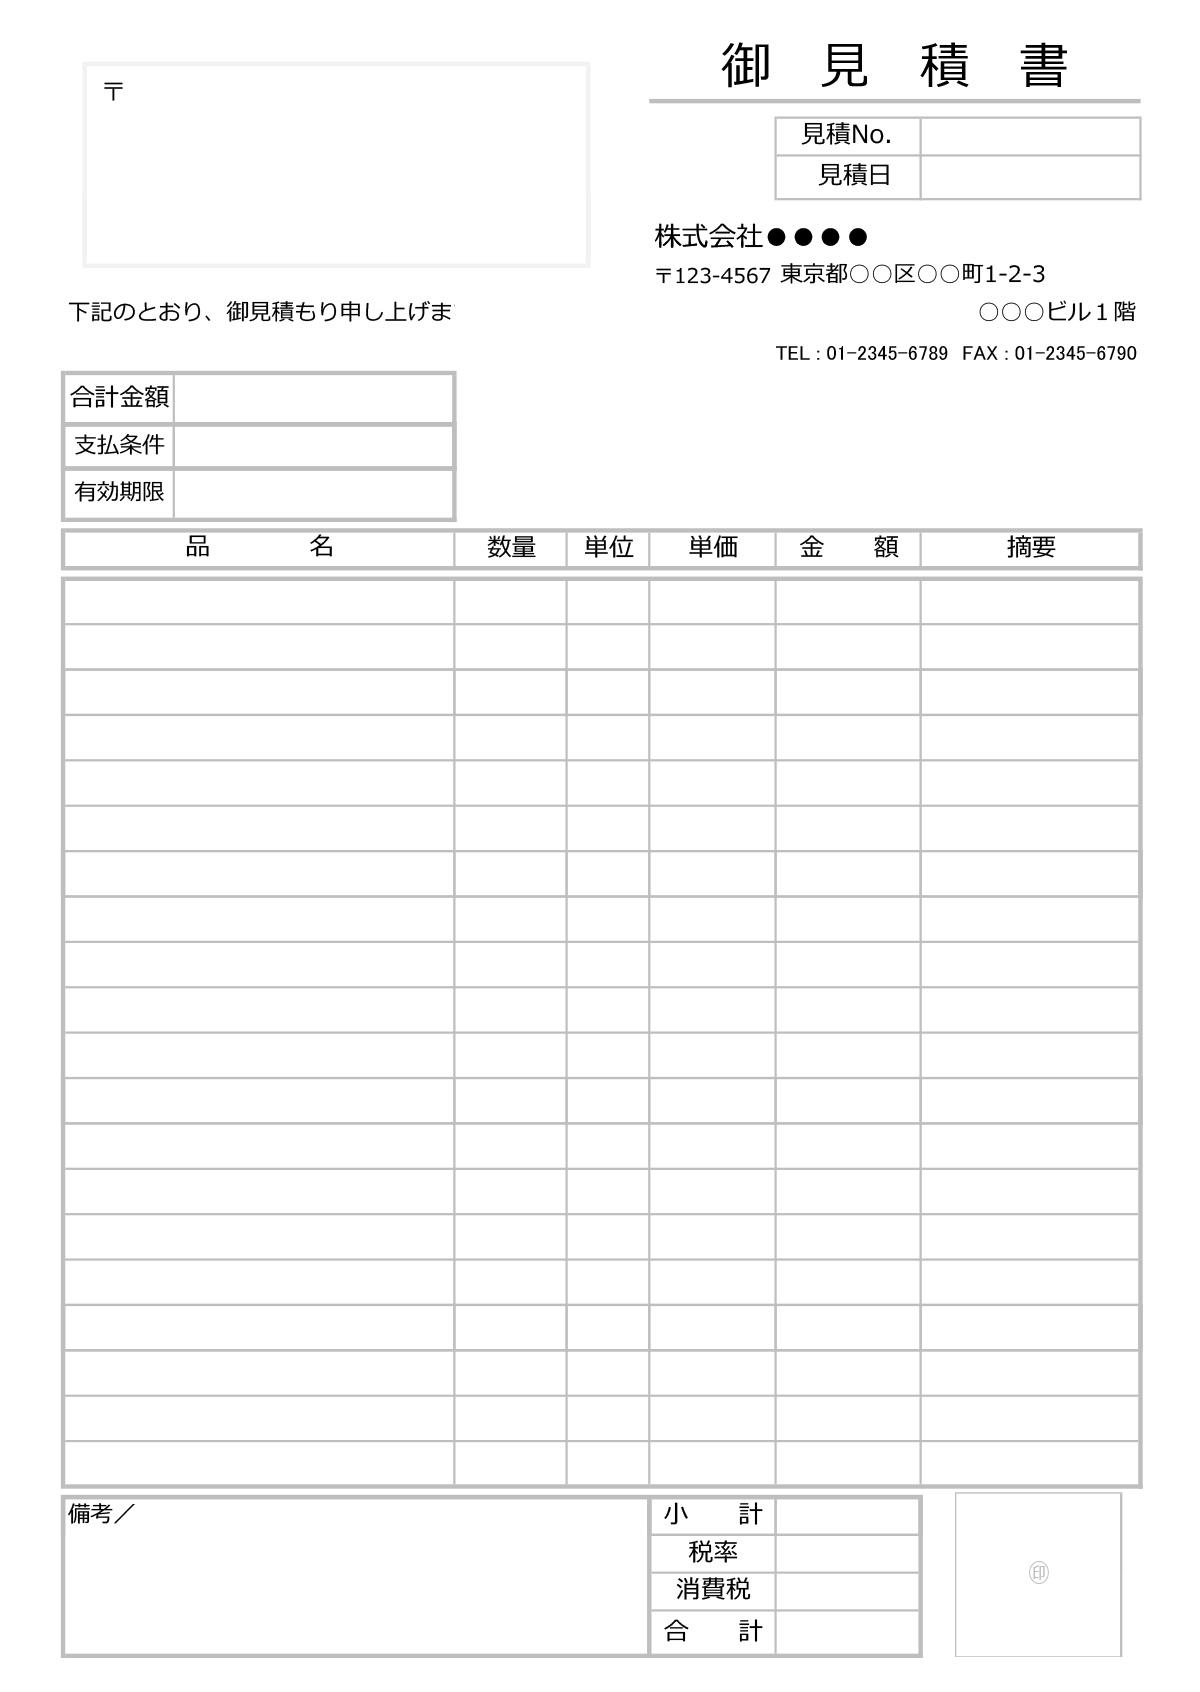 御　見　積　書
〒
見積No.
見積日
株式会社●●●●
〒123-4567 東京都○○区○○町1-2-3
○○○ビル１階
下記のとおり、御見積もり申し上げま
TEL : 01-2345-6789 FAX : 01-2345-6790
合計金額
支払条件
有効期限
品　　　　名 数量 単位 単価 金　　額 摘要
備考／
小　　計
税率
消費税
合　　計
㊞